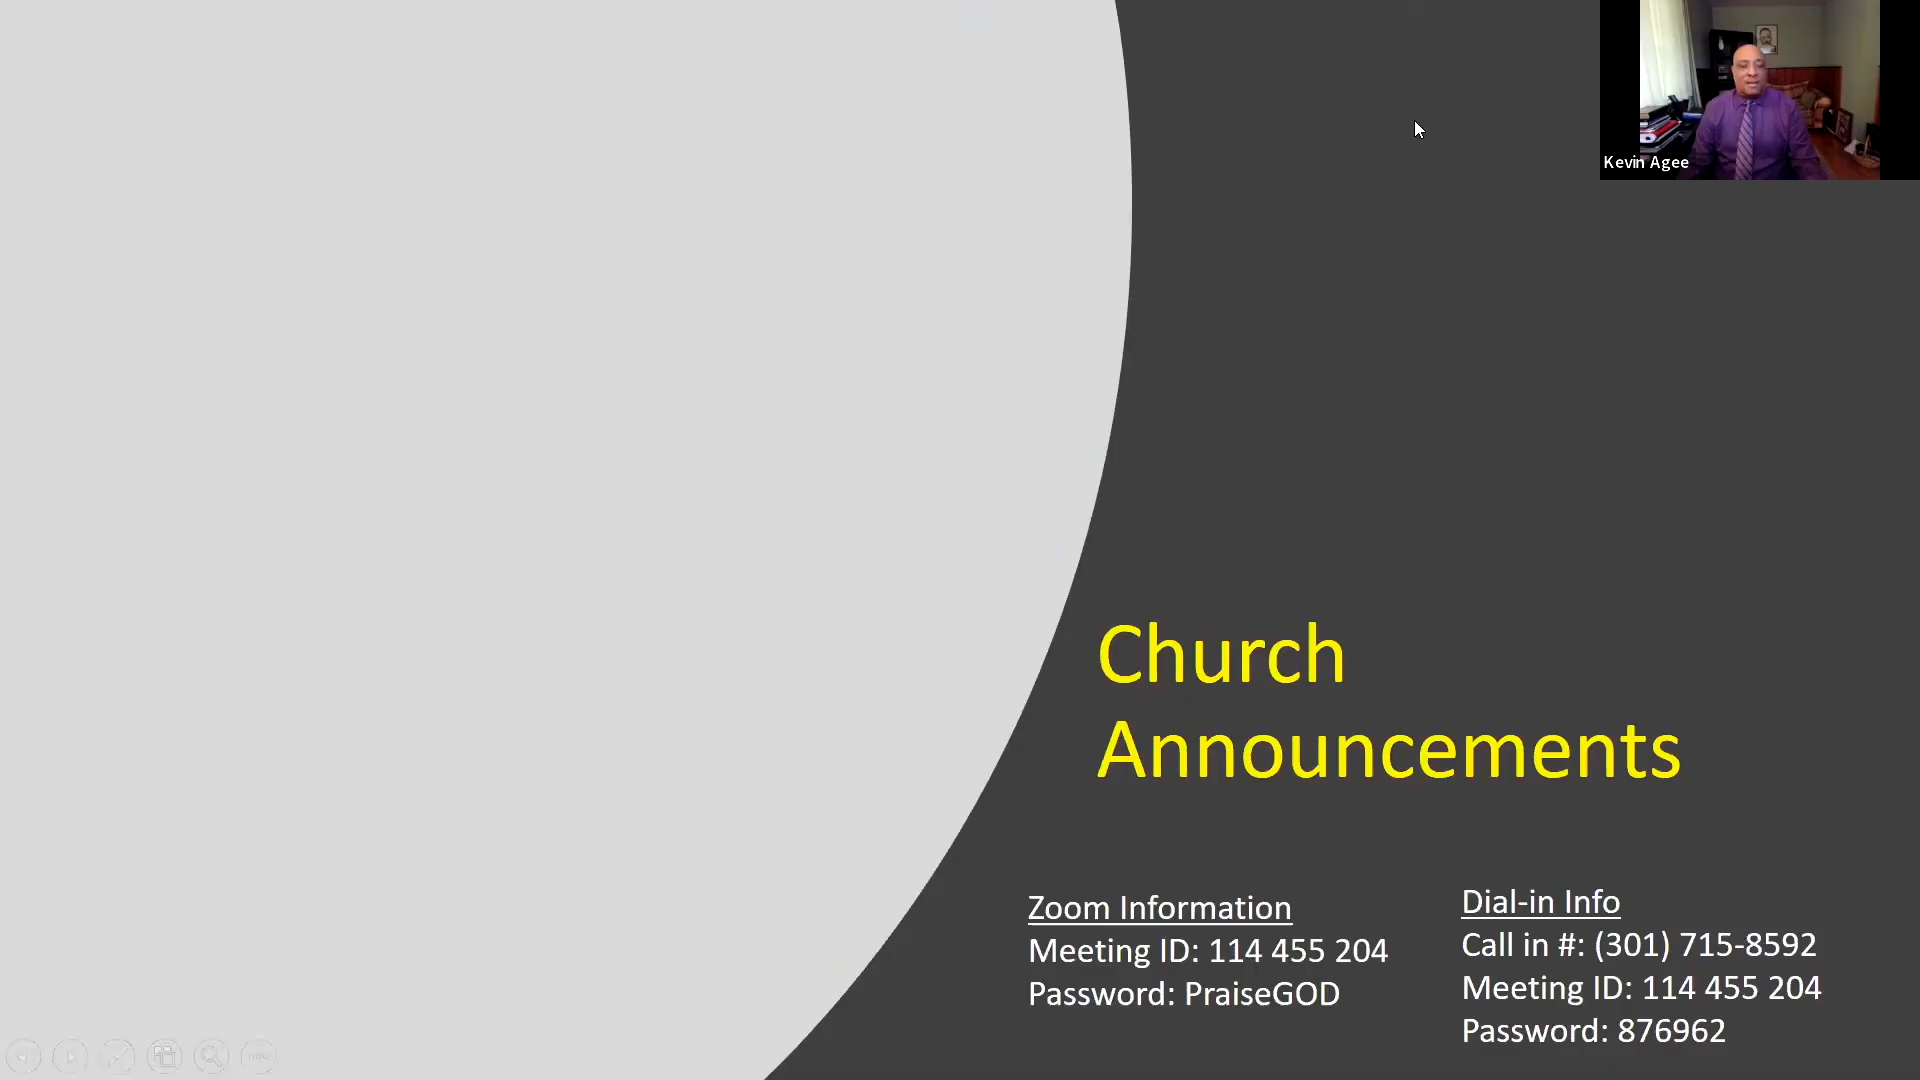 Kevin Agee
Church
Announcements
Zoom Information
Meeting ID: 114 455 204
Password: PraiseGOD
Dial-in Info
Call in #: (301) 715-8592
Meeting ID: 114 455 204
Password: 876962